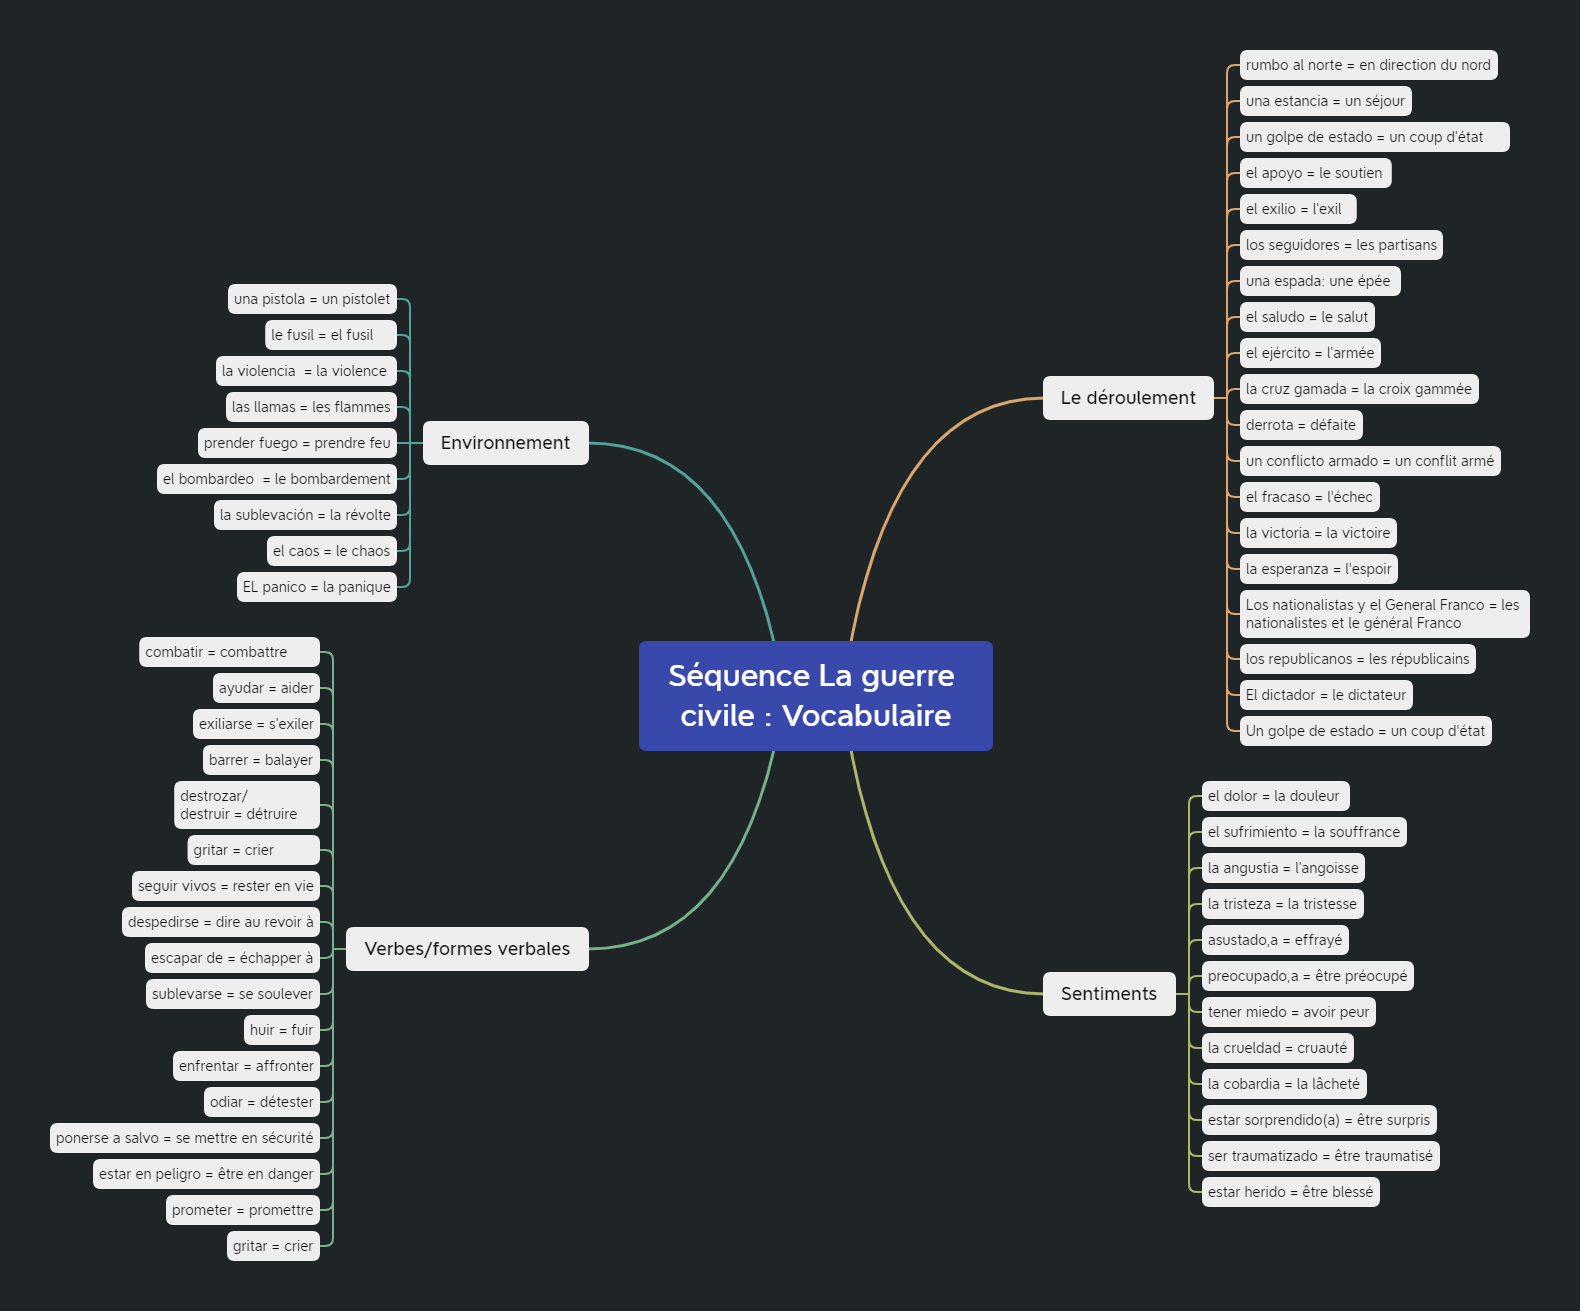 Séquence La guerre
civile : Vocabulaire
Le déroulement
rumbo al norte = en direction du nord
una estancia = un séjour
un golpe de estado = un coup d'état
el apoyo = le soutien
el exilio = l'exil
los seguidores = les partisans
una espada: une épée
el saludo = le salut
el ejército = l'armée
la cruz gamada = la croix gammée
derrota = défaite
un conflicto armado = un conflit armé
el fracaso = l'échec
la victoria = la victoire
la esperanza = l'espoir
Los nationalistas y el General Franco = les
nationalistes et le général Franco
los republicanos = les républicains
El dictador = le dictateur
Un golpe de estado = un coup d'état
Sentiments
el dolor = la douleur
el sufrimiento = la souffrance
la angustia = l'angoisse
la tristeza = la tristesse
asustado,a = effrayé
preocupado,a = être préocupé
tener miedo = avoir peur
la crueldad = cruauté
la cobardia = la lâcheté
estar sorprendido(a) = être surpris
ser traumatizado = être traumatisé
estar herido = être blessé
Environnement
una pistola = un pistolet
le fusil = el fusil
la violencia  = la violence
las llamas = les flammes
prender fuego = prendre feu
el bombardeo  = le bombardement
la sublevación = la révolte
el caos = le chaos
EL panico = la panique
Verbes/formes verbales
combatir = combattre
ayudar = aider
exiliarse = s'exiler
barrer = balayer
destrozar/
destruir = détruire
gritar = crier
seguir vivos = rester en vie
despedirse = dire au revoir à
escapar de = échapper à
sublevarse = se soulever
huir = fuir
enfrentar = affronter
odiar = détester
ponerse a salvo = se mettre en sécurité
estar en peligro = être en danger
prometer = promettre
gritar = crier